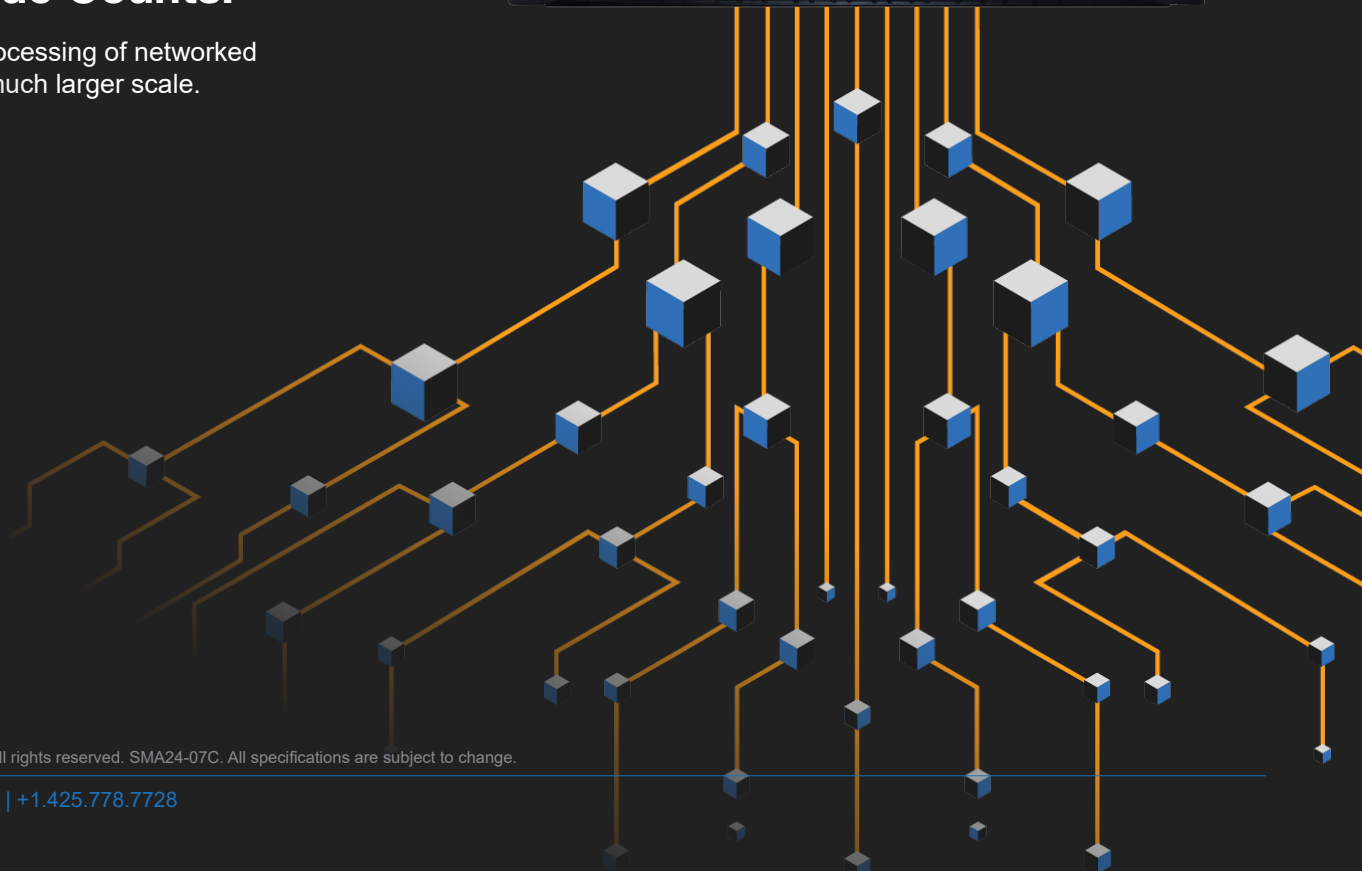 Counts.
ocessing of networked
much larger scale.
ll rights reserved. SMA24-07C. All specifications are subject to change.
| +1.425.778.7728